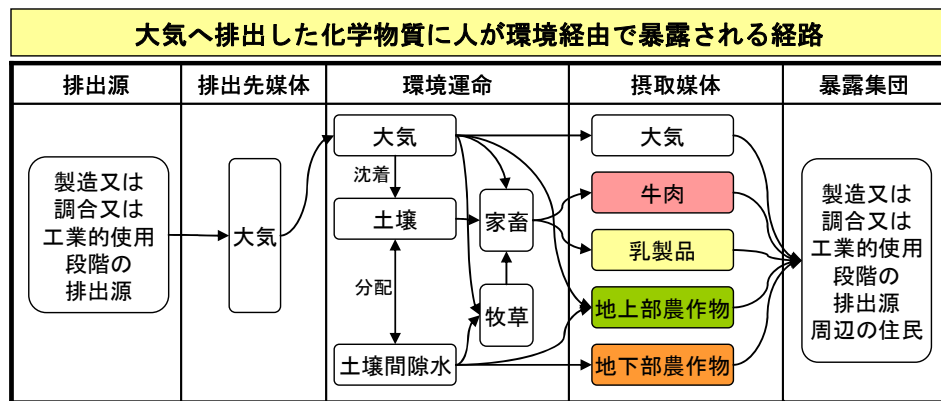 大気へ排出した化学物質に人が環境経由で暴露される経路
排出源
排出先媒体
環境運命
摂取媒体
暴露集団
製造又は
調合又は
工業的使用
段階の
排出源
大気
大気
沈着
土壌
分配
土壌間隙水
家畜
牧草
大気
牛肉
乳製品
地上部農作物
地下部農作物
製造又は
調合又は
工業的使用
段階の
排出源
周辺の住民